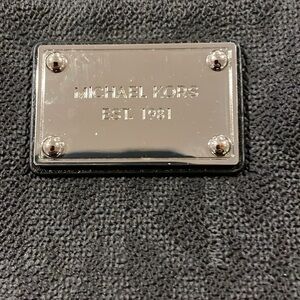 MICHAEL KORS
EST. 1981